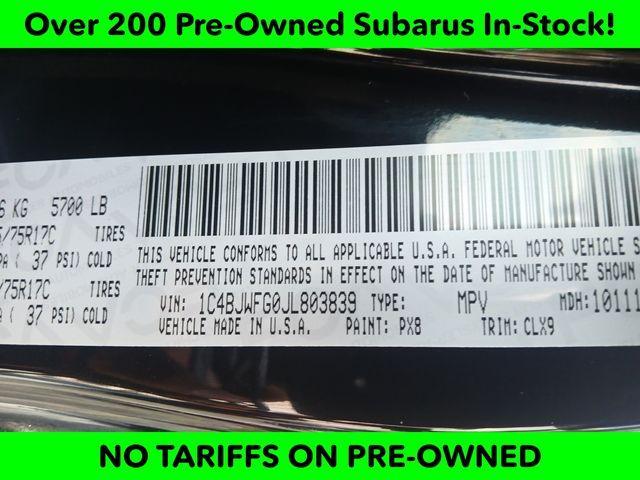 Over 200 Pre-Owned Subarus In-Stock!
KG 5700 LB
/75R17C TIRES
( 37 PSI) COLD
/75R17C TIRES
( 37 PSI) COLD
THIS VEHICLE CONFORMS TO ALL APPLICABLE U.S.A. FEDERAL MOTOR VEHICLE S
THEFT PREVENTION STANDARDS IN EFFECT ON THE DATE OF MANUFACTURE SHOWN
VIN: 1C4BJWFG0JL803839 TYPE: MPV MDH: 10111
VEHICLE MADE IN U.S.A. PAINT: PX8 TRIM: CLX9
NO TARIFFS ON PRE-OWNED